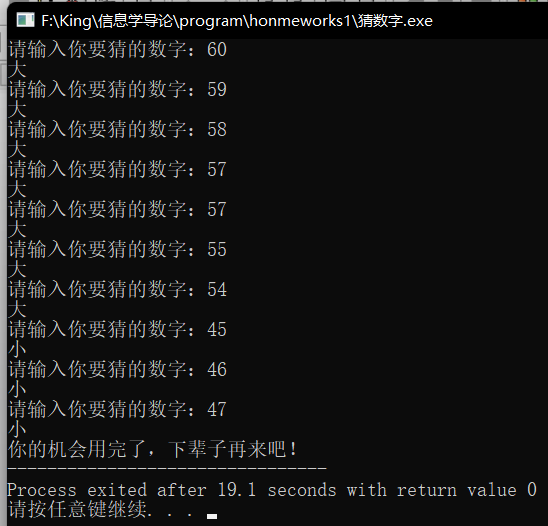 F:\King\信息学导论\program\honmeworks1\猜数字.exe
请输入你要猜的数字：60
大
请输入你要猜的数字：59
大
请输入你要猜的数字：58
大
请输入你要猜的数字：57
大
请输入你要猜的数字：57
大
请输入你要猜的数字：55
大
请输入你要猜的数字：54
大
请输入你要猜的数字：45
小
请输入你要猜的数字：46
小
请输入你要猜的数字：47
小
你的机会用完了，下辈子再来吧！
--------------------------------
Process exited after 19.1 seconds with return value 0
请按任意键继续. . .